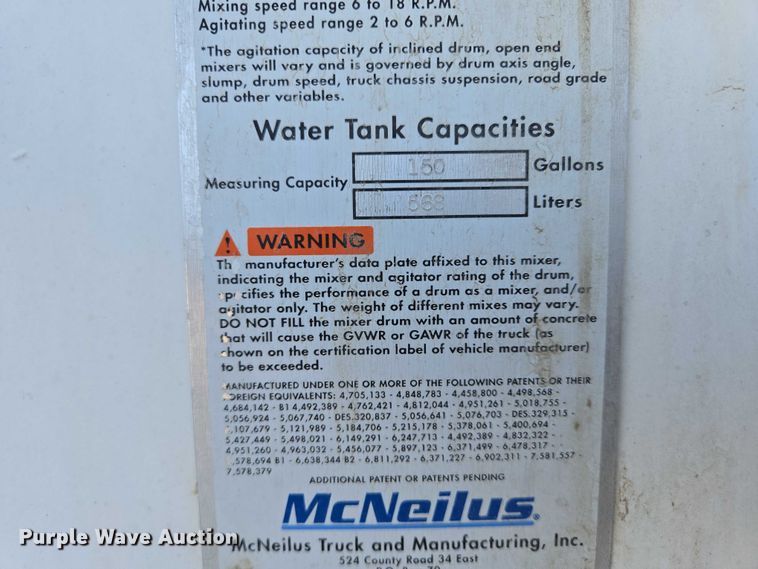 Mixing speed range 6 to 18 R.P.M.
Agitating speed range 2 to 6 R.P.M.
*The agitation capacity of inclined drum, open end
mixers will vary and is governed by drum axis angle,
slump, drum speed, truck chassis suspension, road grade
and other variables.
Water Tank Capacities
Measuring Capacity 150 Gallons
568 Liters
WARNING
Th manufacturer's data plate affixed to this mixer,
indicating the mixer and agitator rating of the drum,
specifies the performance of a drum as a mixer, and/or
agitator only. The weight of different mixes may vary.
DO NOT FILL the mixer drum with an amount of concrete
that will cause the GVWR or GAWR of the truck (as
shown on the certification label of vehicle manufacturer)
to be exceeded.
MANUFACTURED UNDER ONE OR MORE OF THE FOLLOWING PATENTS OR THEIR
FOREIGN EQUIVALENTS: 4,705,133 - 4,848,783 - 4,458,800 - 4,498,568 -
4,684,142 - B1 4,492,389 - 4,762,421 - 4,812,044 - 4,951,261 - 5,018,755 -
5,056,924 - 5,067,740 - DES.320,837 - 5,056,641 - 5,076,703 - DES.329,315 -
,107,679 - 5,121,989 - 5,184,706 - 5,215,178 - 5,378,061 - 5,400,694 -
5,427,449 - 5,498,021 - 6,149,291 - 6,247,713 - 4,492,389 - 4,832,322 -
4,951,260 - 4,963,032 - 5,456,077 - 5,897,123 - 6,371,499 - 6,478,317 -
,578,694 B1 - 6,638,344 B2 - 6,811,292 - 6,371,227 - 6,902,311 - 7,581,557 -
7,578,379
ADDITIONAL PATENT OR PATENTS PENDING
McNeilus®
McNeilus Truck and Manufacturing, Inc.
524 County Road 34 East
Purple Wave Auction